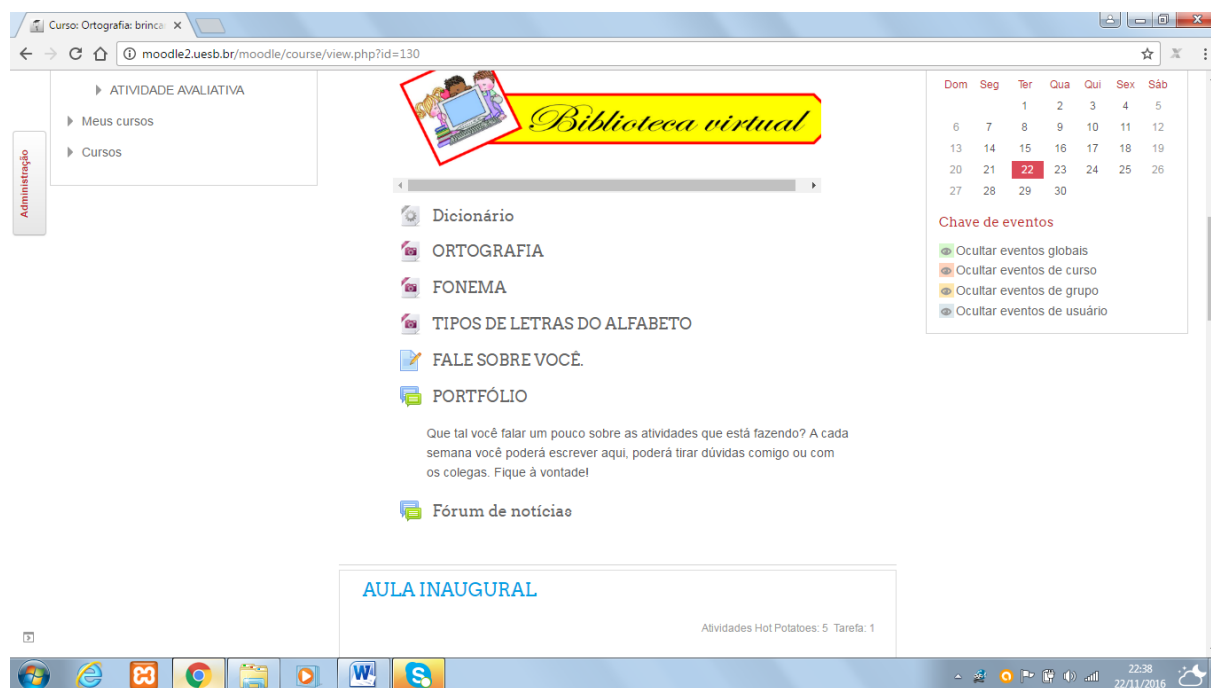 Curso: Ortografia: brinca
moodle2.uesb.br/moodle/course/view.php?id=130
ATIVIDADE AVALIATIVA
Meus cursos
Cursos
Administração
Biblioteca virtual
Dicionário
ORTOGRAFIA
FONEMA
TIPOS DE LETRAS DO ALFABETO
FALE SOBRE VOCÊ.
PORTFÓLIO
Que tal você falar um pouco sobre as atividades que está fazendo? A cada
semana você poderá escrever aqui, poderá tirar dúvidas comigo ou com
os colegas. Fique à vontade!
Fórum de notícias
AULA INAUGURAL
Atividades Hot Potatoes: 5 Tarefa: 1
Dom Seg Ter Qua Qui Sex Sáb
1 2 3 4 5
6 7 8 9 10 11 12
13 14 15 16 17 18 19
20 21 22 23 24 25 26
27 28 29 30
Chave de eventos
Ocultar eventos globais
Ocultar eventos de curso
Ocultar eventos de grupo
Ocultar eventos de usuário
22:38
22/11/2016